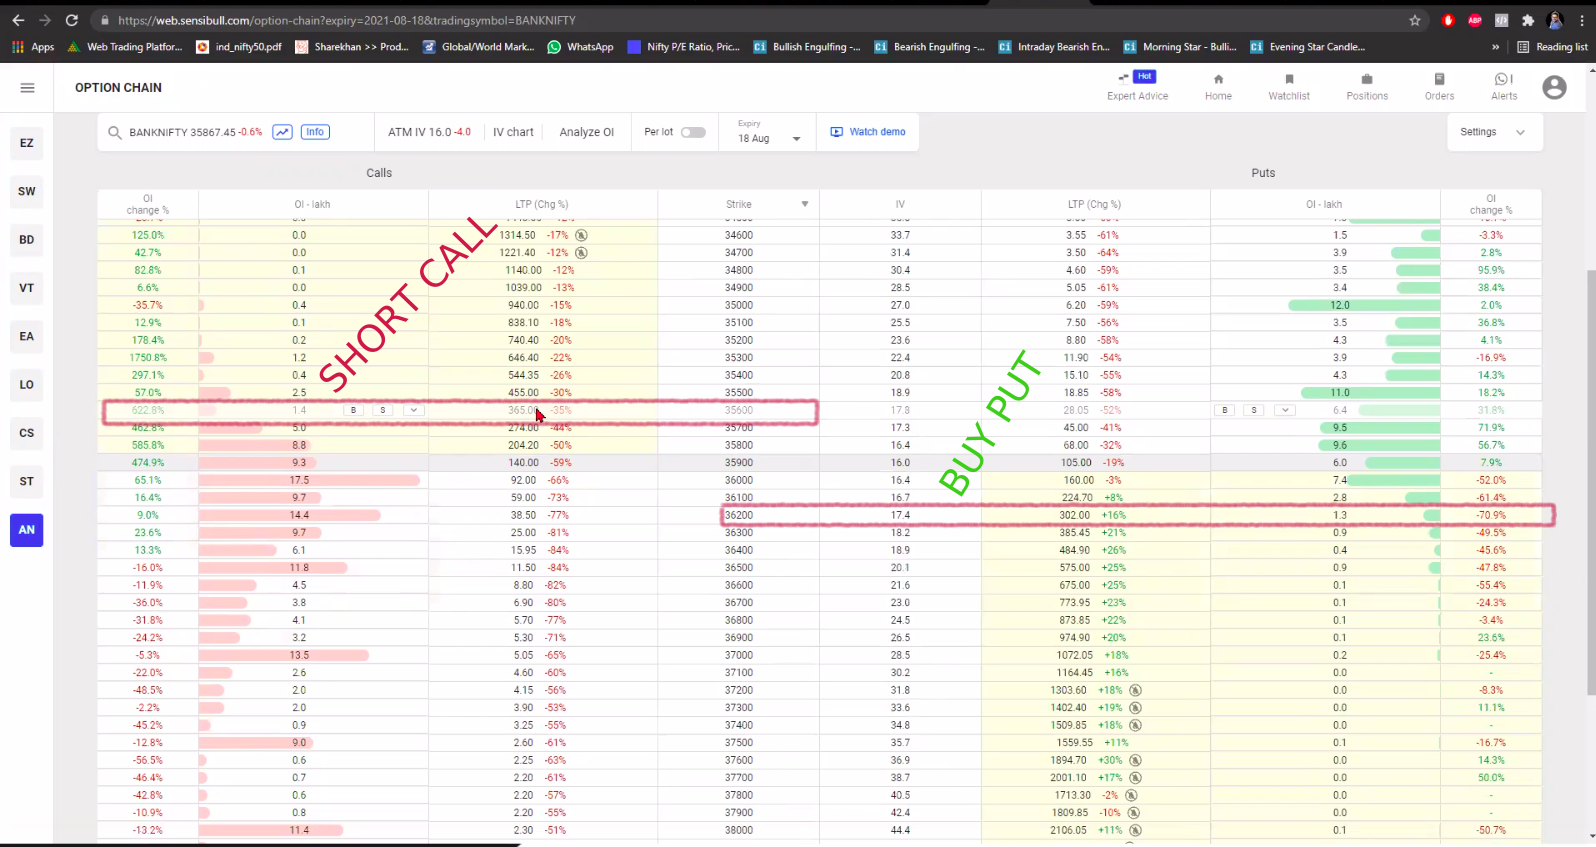 https://web.sensibull.com/option-chain?expiry=2021-08-18&tradingsymbol=BANKNIFTY
Apps Web Trading Platfor... ind_nifty50.pdf Sharekhan >> Prod... Global/World Mark... WhatsApp Nifty P/E Ratio, Pric... Bullish Engulfing -... Bearish Engulfing -... Intraday Bearish En... Morning Star - Bulli... Evening Star Candle... » Reading list
OPTION CHAIN
Hot
Expert Advice Home Watchlist Positions Orders Alerts
BANKNIFTY 35867.45 -0.6% Info ATM IV 16.0 -4.0 IV chart Analyze OI Per lot Expiry 18 Aug Watch demo Settings
EZ
SW
BD
VT
EA
LO
CS
ST
AN
Calls Puts
OI change % OI - lakh LTP (Chg %) Strike IV LTP (Chg %) OI - lakh OI change %
125.0% 0.0 1314.50 -17% 34600 33.7 3.55 -61% 1.5 -3.3%
42.7% 0.0 1221.40 -12% 34700 31.4 3.50 -64% 3.9 2.8%
82.8% 0.1 1140.00 -12% 34800 30.4 4.60 -59% 3.5 95.9%
6.6% 0.0 1039.00 -13% 34900 28.5 5.05 -61% 3.4 38.4%
-35.7% 0.4 940.00 -15% 35000 27.0 6.20 -59% 12.0 2.0%
12.9% 0.1 838.10 -18% 35100 25.5 7.50 -56% 3.5 36.8%
178.4% 0.2 740.40 -20% 35200 23.6 8.80 -58% 4.3 4.1%
1750.8% 1.2 646.40 -22% 35300 22.4 11.90 -54% 3.9 -16.9%
297.1% 0.4 544.35 -26% 35400 20.8 15.10 -55% 4.3 14.3%
57.0% 2.5 455.00 -30% 35500 18.9 18.85 -58% 11.0 18.2%
622.8% 1.4 B S 365.00 -35% 35600 17.8 28.05 -52% B S 6.4 31.8%
462.8% 5.0 274.00 -44% 35700 17.3 45.00 -41% 9.5 71.9%
585.8% 8.8 204.20 -50% 35800 16.4 68.00 -32% 9.6 56.7%
474.9% 9.3 140.00 -59% 35900 16.0 105.00 -19% 6.0 7.9%
65.1% 17.5 92.00 -66% 36000 16.4 160.00 -3% 7.4 -52.0%
16.4% 9.7 59.00 -73% 36100 16.7 224.70 +8% 2.8 -61.4%
9.0% 14.4 38.50 -77% 36200 17.4 302.00 +16% 1.3 -70.9%
23.6% 9.7 25.00 -81% 36300 18.2 385.45 +21% 0.9 -49.5%
13.3% 6.1 15.95 -84% 36400 18.9 484.90 +26% 0.4 -45.6%
-16.0% 11.8 11.50 -84% 36500 20.1 575.00 +25% 0.9 -47.8%
-11.9% 4.5 8.80 -82% 36600 21.6 675.00 +25% 0.1 -55.4%
-36.0% 3.8 6.90 -80% 36700 23.0 773.95 +23% 0.1 -24.3%
-31.8% 4.1 5.70 -77% 36800 24.5 873.85 +22% 0.1 -3.4%
-24.2% 3.2 5.30 -71% 36900 26.5 974.90 +20% 0.1 23.6%
-5.3% 13.5 5.05 -65% 37000 28.5 1072.05 +18% 0.2 -25.4%
-22.0% 2.6 4.60 -60% 37100 30.2 1164.45 +16% 0.0 -
-48.5% 2.0 4.15 -56% 37200 31.8 1303.60 +18% 0.0 -8.3%
-2.2% 2.0 3.90 -53% 37300 33.6 1402.40 +19% 0.0 11.1%
-45.2% 0.9 3.25 -55% 37400 34.8 1509.85 +18% 0.0 -
-12.8% 9.0 2.60 -61% 37500 35.7 1559.55 +11% 0.1 -16.7%
-56.5% 0.6 2.25 -63% 37600 36.9 1894.70 +30% 0.0 14.3%
-46.4% 0.7 2.20 -61% 37700 38.7 2001.10 +17% 0.0 50.0%
-42.8% 0.6 2.20 -57% 37800 40.5 1713.30 -2% 0.0 -
-10.9% 0.8 2.20 -55% 37900 42.4 1809.85 -10% 0.0 -
-13.2% 11.4 2.30 -51% 38000 44.4 2106.05 +11% 0.1 -50.7%
SHORT CALL
BUY PUT